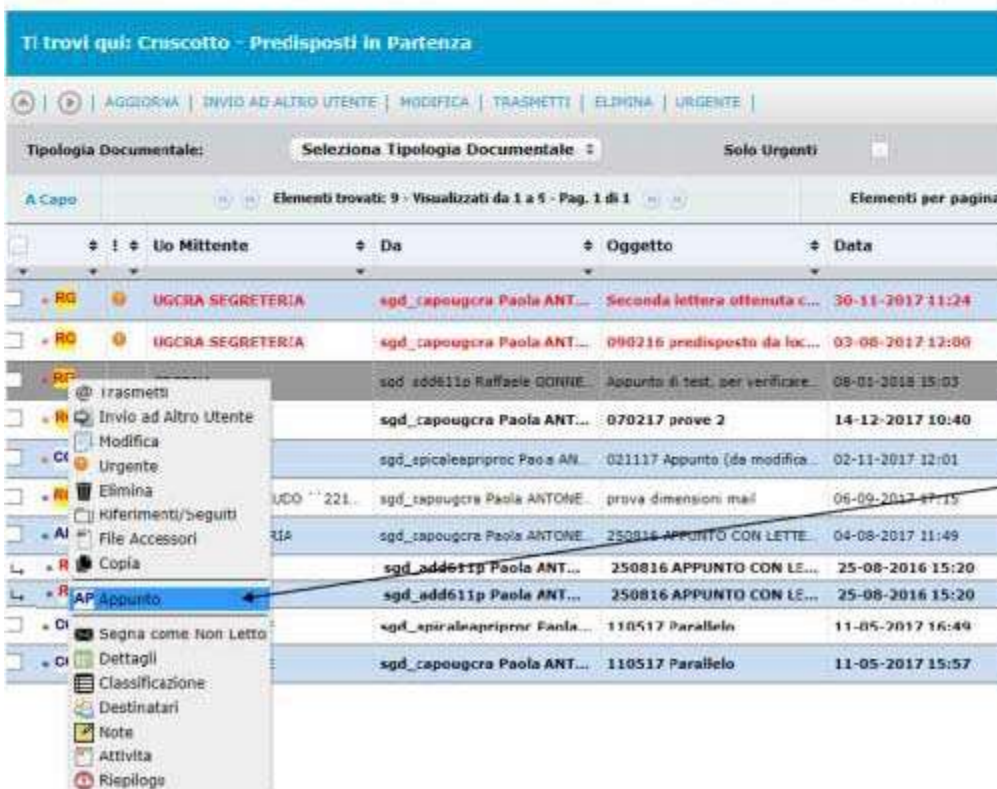 Ti trovi qui: Cruscotto - Predisposti in Partenza
AGGIORNA | INVIO AD ALTRO UTENTE | MODIFICA | TRASMETTI | ELIMINA | URGENTE |
Tipologia Documentale: Seleziona Tipologia Documentale Solo Urgenti
A Capo Elementi trovati: 9 - Visualizzati da 1 a 5 - Pag. 1 di 1 Elementi per pagina
! Uo Mittente Da Oggetto Data
RG UGCRA SEGRETERIA sgd_capougcra Paola ANT... Seconda lettera ottenuta c... 30-11-2017 11:24
RG UGCRA SEGRETERIA sgd_capougcra Paola ANT... 090216 predisposto da loc... 03-08-2017 12:00
sgd_add611p Raffaele GONNE... Appunto di test, per verificare... 08-01-2018 15:03
sgd_capougcra Paola ANT... 070217 prove 2 14-12-2017 10:40
sgd_spicaleapriproc Paola AN... 021117 Appunto (da modifica... 02-11-2017 12:01
UDO ``221... sgd_capougcra Paola ANTONE... prova dimensioni mail 06-09-2017 17:15
RIA sgd_capougcra Paola ANTONE... 250816 APPUNTO CON LETTE... 04-08-2017 11:49
sgd_add611p Paola ANT... 250816 APPUNTO CON LE... 25-08-2016 15:20
sgd_add611p Paola ANT... 250816 APPUNTO CON LE... 25-08-2016 15:20
sgd_apiraleapriproc Paola... 110517 Parallelo 11-05-2017 16:49
sgd_capougcra Paola ANT... 110517 Parallelo 11-05-2017 15:57
@ Trasmetti
Invio ad Altro Utente
Modifica
Urgente
Elimina
Riferimenti/Seguiti
File Accessori
Copia
AP Appunto
Segna come Non Letto
Dettagli
Classificazione
Destinatari
Note
Attivita
Riepilogo